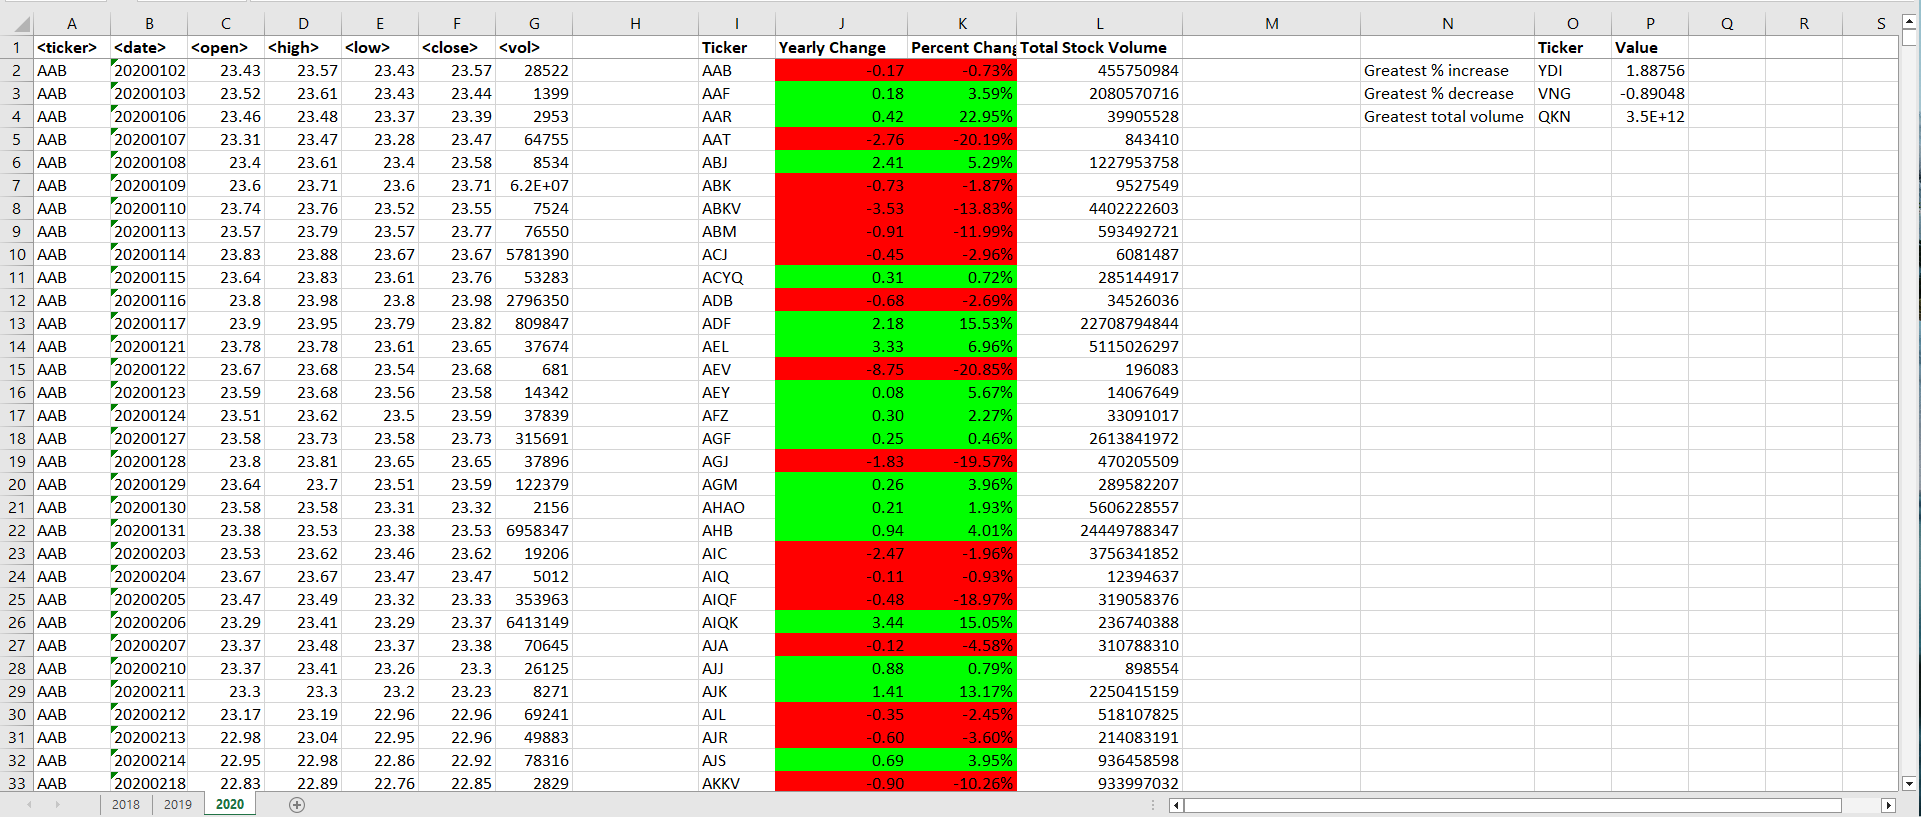 A B C D E F G H I J K L M N O P Q R S
1 <ticker> <date> <open> <high> <low> <close> <vol> Ticker Yearly Change Percent Chang Total Stock Volume Ticker Value
2 AAB 20200102 23.43 23.57 23.43 23.57 28522 AAB -0.17 -0.73% 455750984 Greatest % increase YDI 1.88756
3 AAB 20200103 23.52 23.61 23.43 23.44 1399 AAF 0.18 3.59% 2080570716 Greatest % decrease VNG -0.89048
4 AAB 20200106 23.46 23.48 23.37 23.39 2953 AAR 0.42 22.95% 39905528 Greatest total volume QKN 3.5E+12
5 AAB 20200107 23.31 23.47 23.28 23.47 64755 AAT -2.76 -20.19% 843410
6 AAB 20200108 23.4 23.61 23.4 23.58 8534 ABJ 2.41 5.29% 1227953758
7 AAB 20200109 23.6 23.71 23.6 23.71 6.2E+07 ABK -0.73 -1.87% 9527549
8 AAB 20200110 23.74 23.76 23.52 23.55 7524 ABKV -3.53 -13.83% 4402222603
9 AAB 20200113 23.57 23.79 23.57 23.77 76550 ABM -0.91 -11.99% 593492721
10 AAB 20200114 23.83 23.88 23.67 23.67 5781390 ACJ -0.45 -2.96% 6081487
11 AAB 20200115 23.64 23.83 23.61 23.76 53283 ACYQ 0.31 0.72% 285144917
12 AAB 20200116 23.8 23.98 23.8 23.98 2796350 ADB -0.68 -2.69% 34526036
13 AAB 20200117 23.9 23.95 23.79 23.82 809847 ADF 2.18 15.53% 22708794844
14 AAB 20200121 23.78 23.78 23.61 23.65 37674 AEL 3.33 6.96% 5115026297
15 AAB 20200122 23.67 23.68 23.54 23.68 681 AEV -8.75 -20.85% 196083
16 AAB 20200123 23.59 23.68 23.56 23.58 14342 AEY 0.08 5.67% 14067649
17 AAB 20200124 23.51 23.62 23.5 23.59 37839 AFZ 0.30 2.27% 33091017
18 AAB 20200127 23.58 23.73 23.58 23.73 315691 AGF 0.25 0.46% 2613841972
19 AAB 20200128 23.8 23.81 23.65 23.65 37896 AGJ -1.83 -19.57% 470205509
20 AAB 20200129 23.64 23.7 23.51 23.59 122379 AGM 0.26 3.96% 289582207
21 AAB 20200130 23.58 23.58 23.31 23.32 2156 AHAO 0.21 1.93% 5606228557
22 AAB 20200131 23.38 23.53 23.38 23.53 6958347 AHB 0.94 4.01% 24449788347
23 AAB 20200203 23.53 23.62 23.46 23.62 19206 AIC -2.47 -1.96% 3756341852
24 AAB 20200204 23.67 23.67 23.47 23.47 5012 AIQ -0.11 -0.93% 12394637
25 AAB 20200205 23.47 23.49 23.32 23.33 353963 AIQF -0.48 -18.97% 319058376
26 AAB 20200206 23.29 23.41 23.29 23.37 6413149 AIQK 3.44 15.05% 236740388
27 AAB 20200207 23.37 23.48 23.37 23.38 70645 AJA -0.12 -4.58% 310788310
28 AAB 20200210 23.37 23.41 23.26 23.3 26125 AJJ 0.88 0.79% 898554
29 AAB 20200211 23.3 23.3 23.2 23.23 8271 AJK 1.41 13.17% 2250415159
30 AAB 20200212 23.17 23.19 22.96 22.96 69241 AJL -0.35 -2.45% 518107825
31 AAB 20200213 22.98 23.04 22.95 22.96 49883 AJR -0.60 -3.60% 214083191
32 AAB 20200214 22.95 22.98 22.86 22.92 78316 AJS 0.69 3.95% 936458598
33 AAB 20200218 22.83 22.89 22.76 22.85 2829 AKKV -0.90 -10.26% 933997032
2018 2019 2020